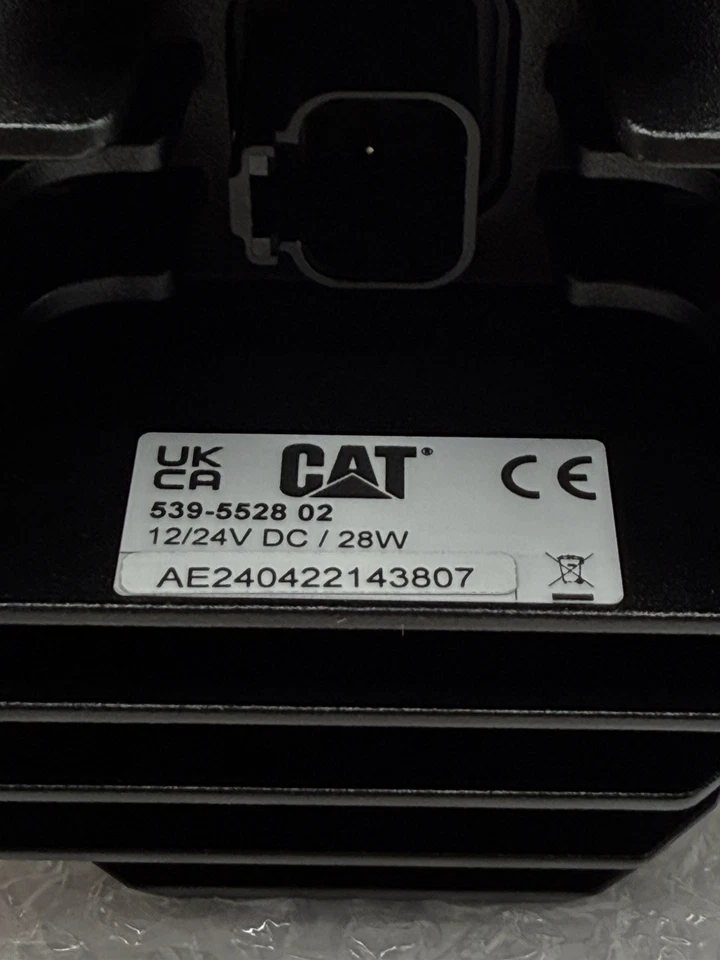 UK
CA
CAT®
CE
539-5528 02
12/24V DC / 28W
AE240422143807